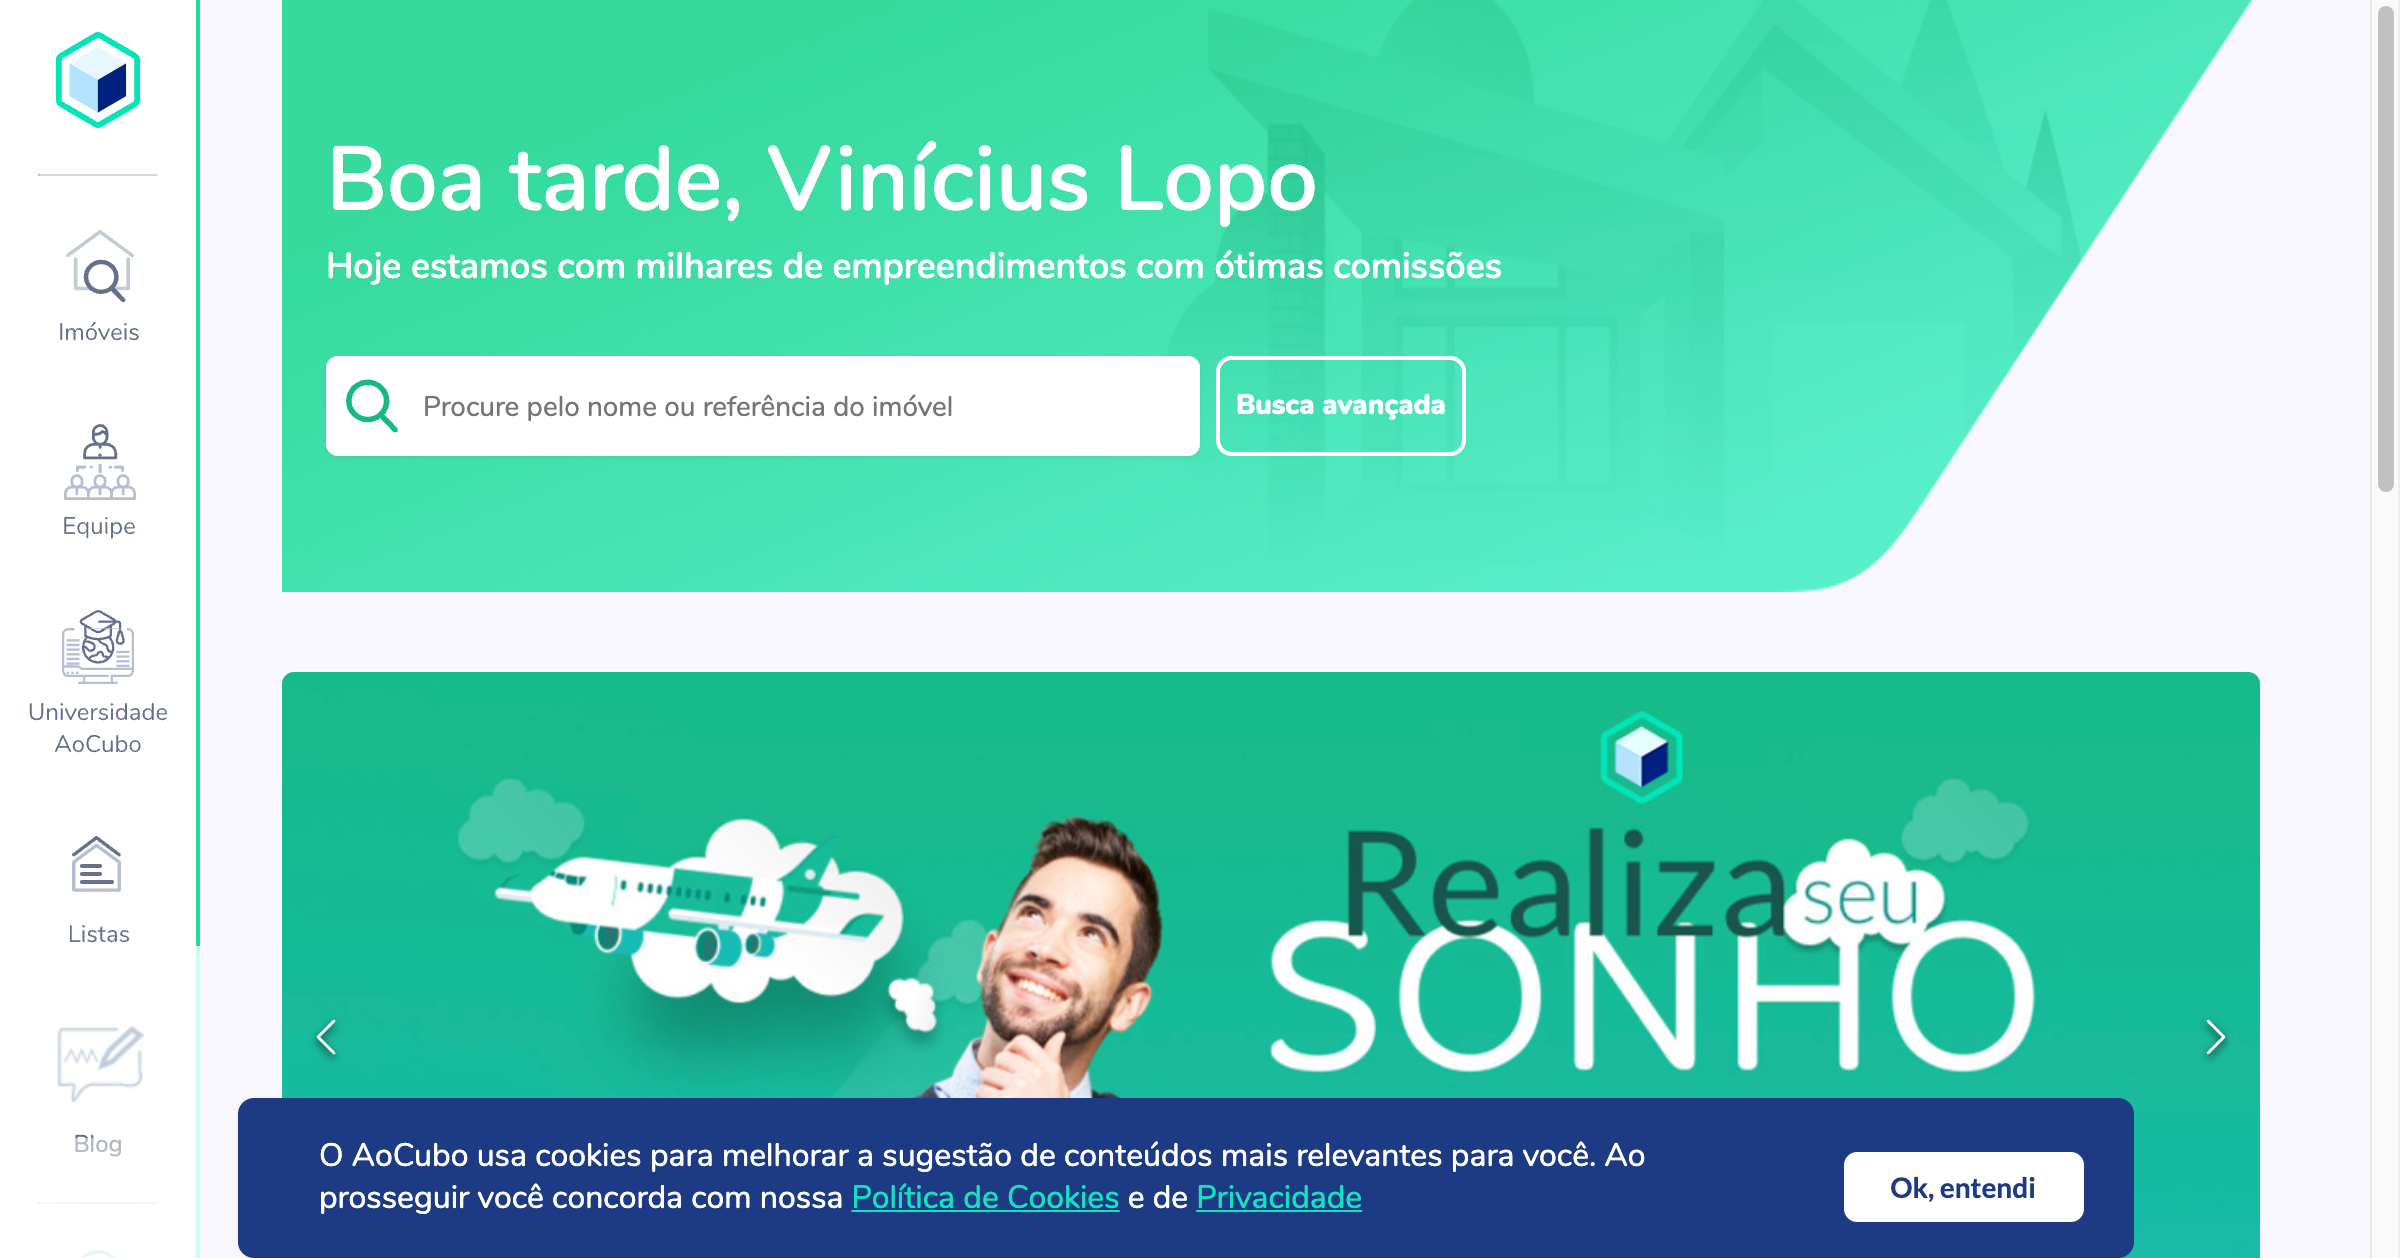 Imóveis
Equipe
Universidade
AoCubo
Listas
Blog
Boa tarde, Vinícius Lopo
Hoje estamos com milhares de empreendimentos com ótimas comissões
Procure pelo nome ou referência do imóvel
Busca avançada
Realiza seu
SONHO
O AoCubo usa cookies para melhorar a sugestão de conteúdos mais relevantes para você. Ao
prosseguir você concorda com nossa Política de Cookies e de Privacidade
Ok, entendi